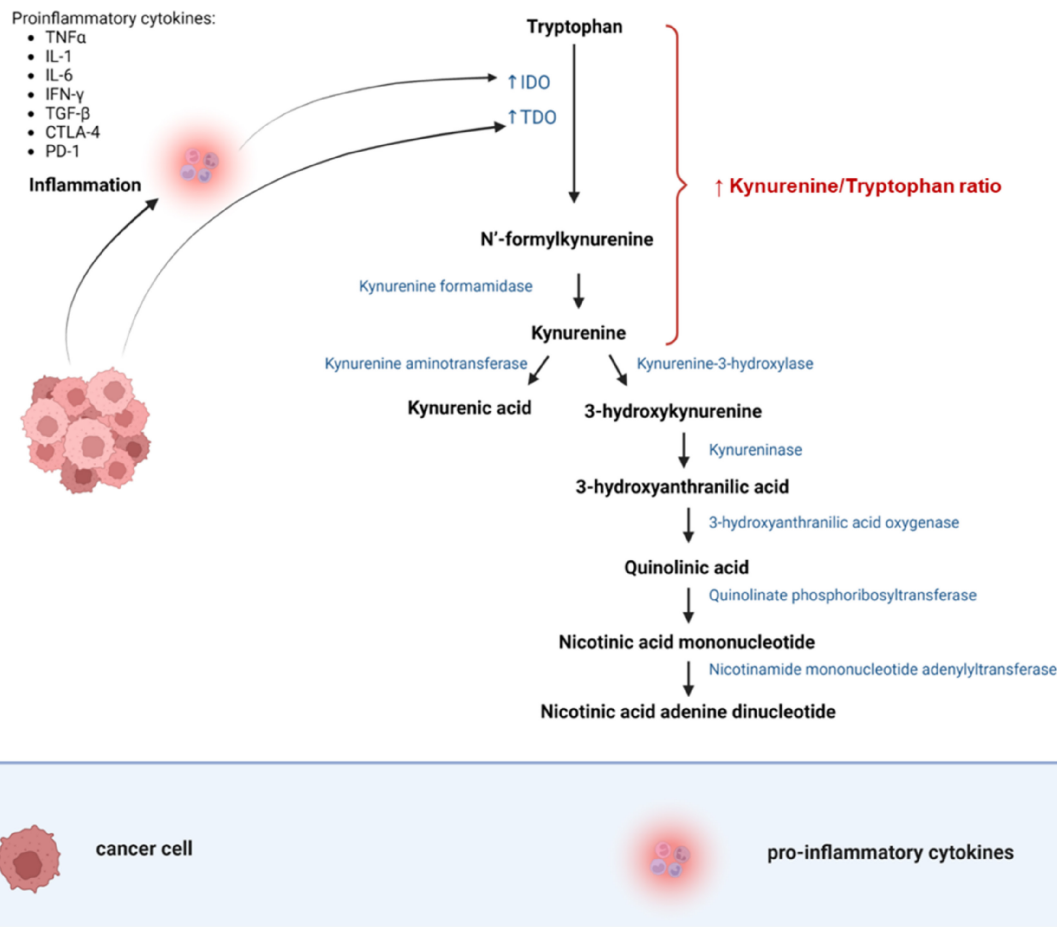 Proinflammatory cytokines:
• TNFα
• IL-1
• IL-6
• IFN-γ
• TGF-β
• CTLA-4
• PD-1
Inflammation
Tryptophan
↑IDO
↑TDO
↑ Kynurenine/Tryptophan ratio
N’-formylkynurenine
Kynurenine formamidase
Kynurenine
Kynurenine aminotransferase
Kynurenine-3-hydroxylase
Kynurenic acid
3-hydroxykynurenine
Kynureninase
3-hydroxyanthranilic acid
3-hydroxyanthranilic acid oxygenase
Quinolinic acid
Quinolinate phosphoribosyltransferase
Nicotinic acid mononucleotide
Nicotinamide mononucleotide adenylyltransferase
Nicotinic acid adenine dinucleotide
cancer cell
pro-inflammatory cytokines